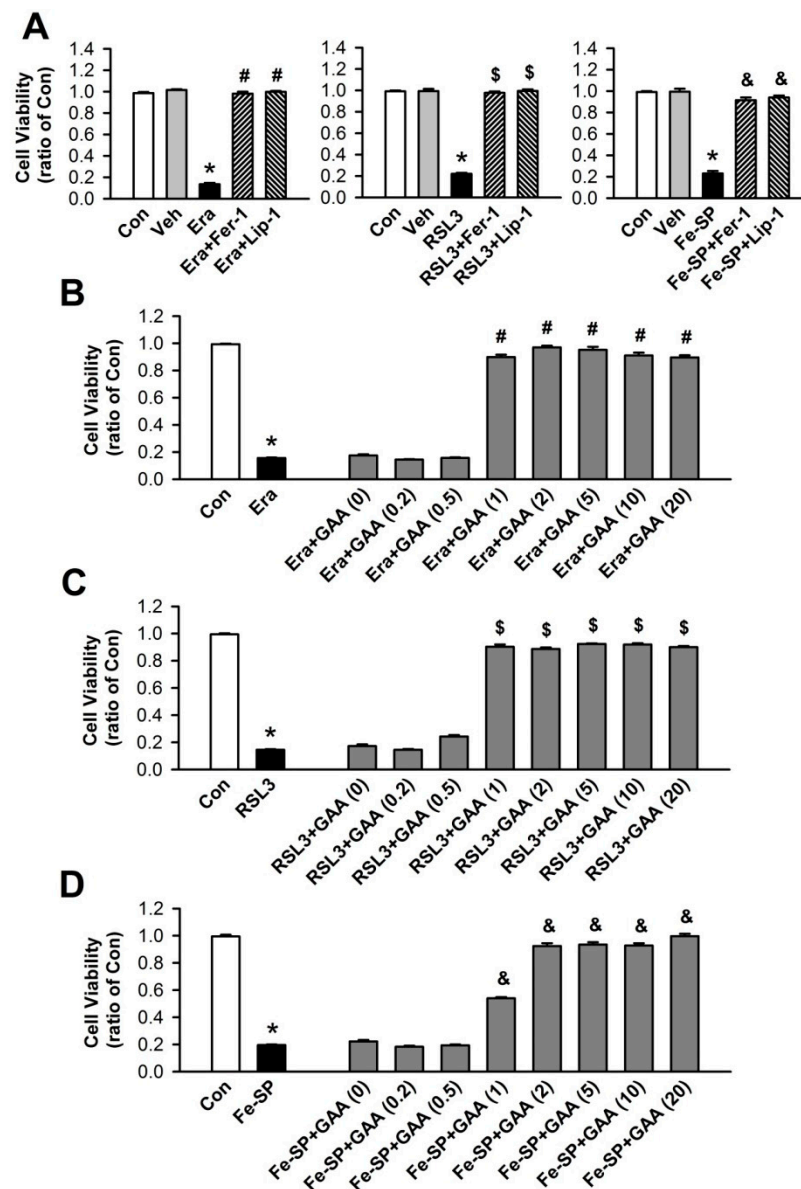 A
Cell Viability
(ratio of Con)
1.4
1.2
1.0
0.8
0.6
0.4
0.2
0.0
*
#
#
Con
Veh
Era
Era+Fer-1
Era+Lip-1
1.4
1.2
1.0
0.8
0.6
0.4
0.2
0.0
*
$
$
Con
Veh
RSL3
RSL3+Fer-1
RSL3+Lip-1
1.4
1.2
1.0
0.8
0.6
0.4
0.2
0.0
*
&
&
Con
Veh
Fe-SP
Fe-SP+Fer-1
Fe-SP+Lip-1
B
Cell Viability
(ratio of Con)
1.2
1.0
0.8
0.6
0.4
0.2
0.0
*
#
#
#
#
#
Con
Era
Era+GAA (0)
Era+GAA (0.2)
Era+GAA (0.5)
Era+GAA (1)
Era+GAA (2)
Era+GAA (5)
Era+GAA (10)
Era+GAA (20)
C
Cell Viability
(ratio of Con)
1.2
1.0
0.8
0.6
0.4
0.2
0.0
*
$
$
$
$
$
Con
RSL3
RSL3+GAA (0)
RSL3+GAA (0.2)
RSL3+GAA (0.5)
RSL3+GAA (1)
RSL3+GAA (2)
RSL3+GAA (5)
RSL3+GAA (10)
RSL3+GAA (20)
D
Cell Viability
(ratio of Con)
1.2
1.0
0.8
0.6
0.4
0.2
0.0
*
&
&
&
&
&
Con
Fe-SP
Fe-SP+GAA (0)
Fe-SP+GAA (0.2)
Fe-SP+GAA (0.5)
Fe-SP+GAA (1)
Fe-SP+GAA (2)
Fe-SP+GAA (5)
Fe-SP+GAA (10)
Fe-SP+GAA (20)